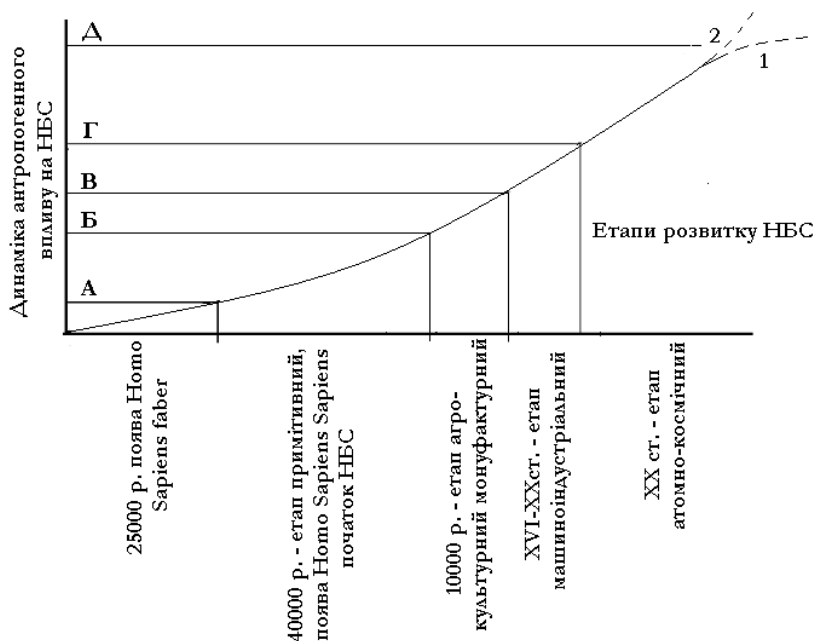 Динаміка антропогенного
впливу на НБС
Д
Г
В
Б
А
2
1
Етапи розвитку НБС
25000 р. поява Homo
Sapiens faber
40000 р. - етап примітивний,
поява Homo Sapiens Sapiens
початок НБС
10000 р. - етап агро-
культурний монуфактурний
XVI-XXст. - етап
машиноіндустріальний
XX ст. - етап
атомно-космічний